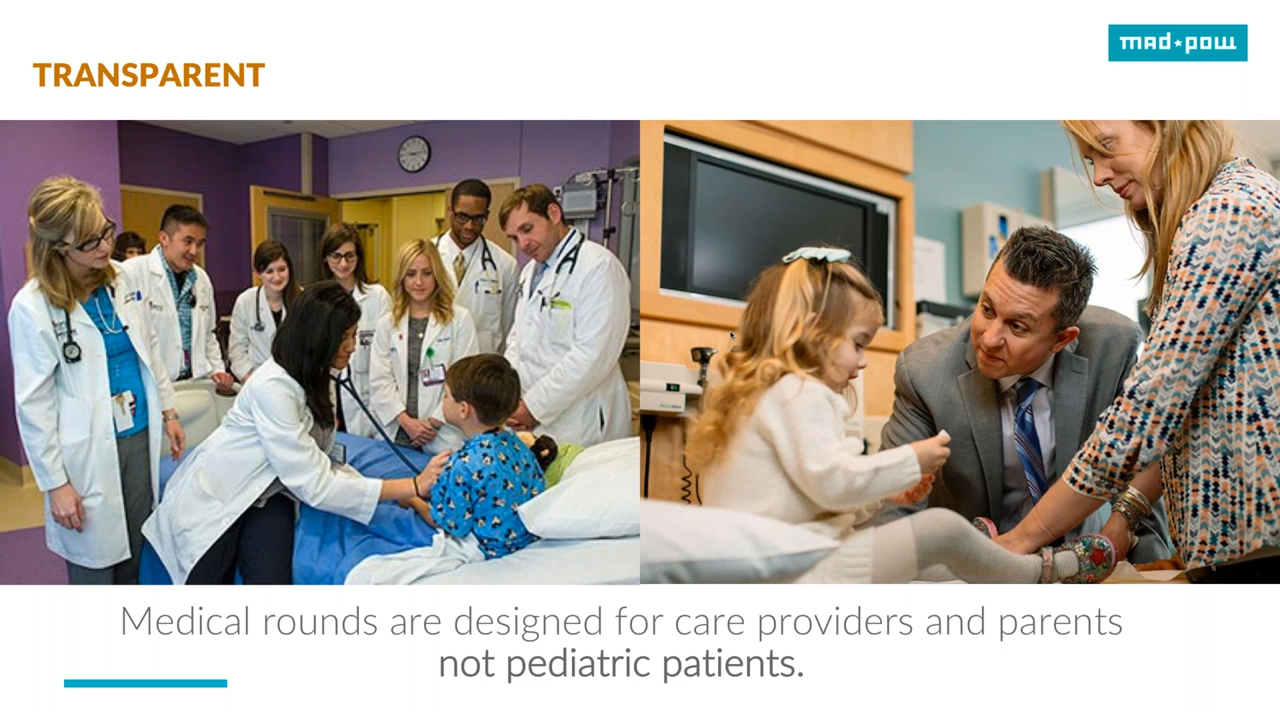 mad★pow
TRANSPARENT
Medical rounds are designed for care providers and parents
not pediatric patients.